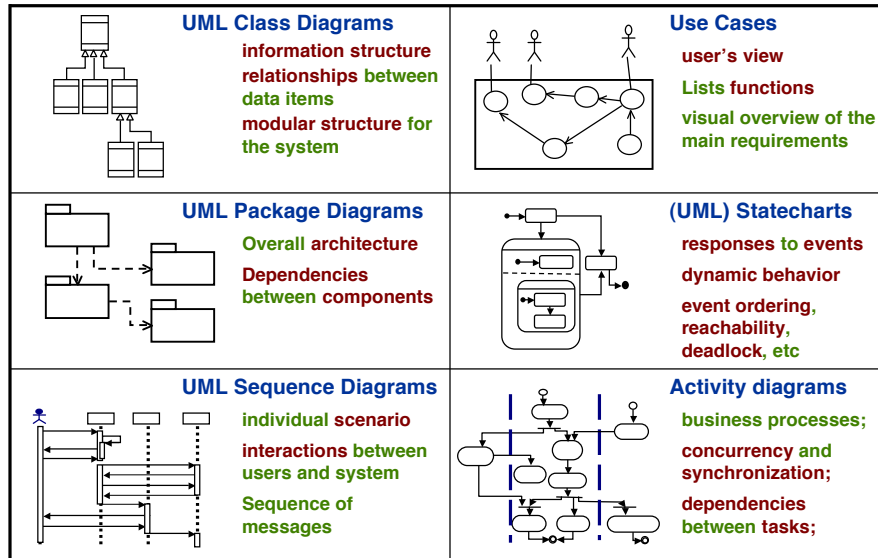 UML Class Diagrams
information structure
relationships between
data items
modular structure for
the system
Use Cases
user's view
Lists functions
visual overview of the
main requirements
UML Package Diagrams
Overall architecture
Dependencies
between components
(UML) Statecharts
responses to events
dynamic behavior
event ordering,
reachability,
deadlock, etc
UML Sequence Diagrams
individual scenario
interactions between
users and system
Sequence of
messages
Activity diagrams
business processes;
concurrency and
synchronization;
dependencies
between tasks;